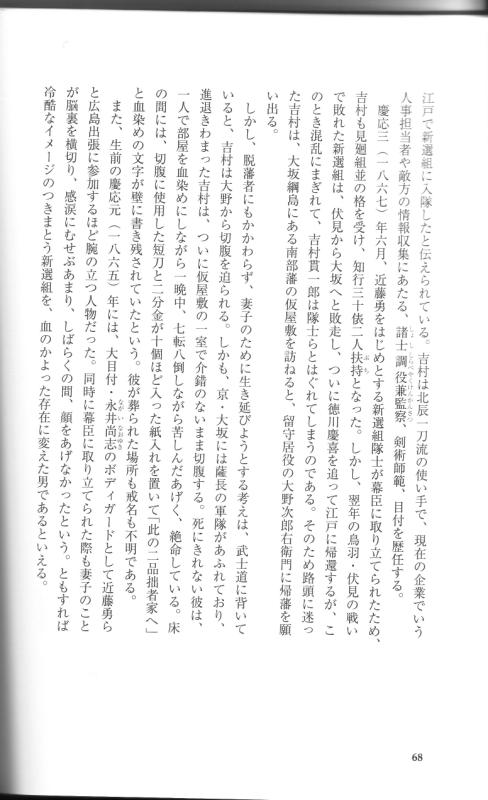 江戸で新選組に入隊したと伝えられている。吉村は北辰一刀流の使い手で、現在の企業でいう
人事担当者や敵方の情報収集にあたる、諸士調役兼監察、剣術師範、目付を歴任する。
慶応三（一八六七）年六月、近藤勇をはじめとする新選組隊士が幕臣に取り立てられたため、
吉村も見廻組並の格を受け、知行三十俵二人扶持となった。しかし、翌年の鳥羽・伏見の戦い
で敗れた新選組は、伏見から大坂へと敗走し、ついに徳川慶喜を追って江戸に帰還するが、こ
のとき混乱にまぎれて、吉村貫一郎は隊士らとはぐれてしまうのである。そのため路頭に迷っ
た吉村は、大坂綱島にある南部藩の仮屋敷を訪ねると、留守居役の大野次郎右衛門に帰藩を願
い出る。
しかし、脱藩者にもかかわらず、妻子のために生き延びようとする考えは、武士道に背いて
いると、吉村は大野から切腹を迫られる。しかも、京・大坂には薩長の軍隊があふれており、
進退きわまった吉村は、ついに仮屋敷の一室で介錯のないまま切腹する。死にきれない彼は、
一人で部屋を血染めにしながら一晩中、七転八倒しながら苦しんだあげく、絶命している。床
の間には、切腹に使用した短刀と二分金が十個ほど入った紙入れを置いて「此の二品拙者家へ」
と血染めの文字が壁に書き残されていたという。彼が葬られた場所も戒名も不明である。
また、生前の慶応元（一八六五）年には、大目付・永井尚志のボディガードとして近藤勇ら
と広島出張に参加するほど腕の立つ人物だった。同時に幕臣に取り立てられた際も妻子のこと
が脳裏を横切り、感涙にむせぶあまり、しばらくの間、顔をあげなかったという。ともすれば
冷酷なイメージのつきまとう新選組を、血のかよった存在に変えた男であるといえる。
68